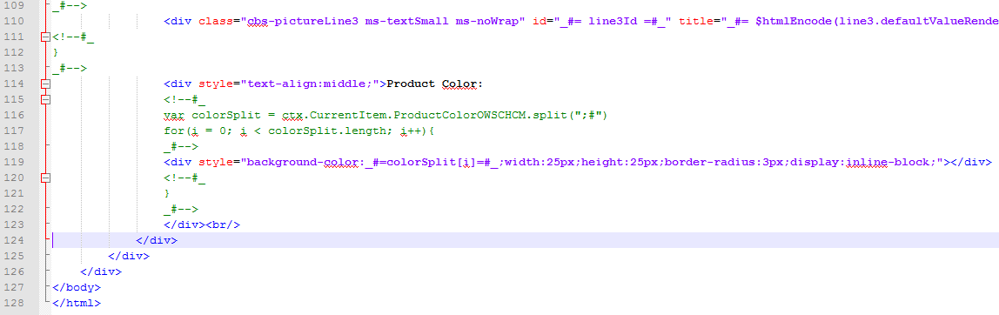 109 _#-->
110 <div class="cbs-pictureLine3 ms-textSmall ms-noWrap" id="_#= line3Id =#_" title="_#= $htmlEncode(line3.defaultValueRende
111 <!--#_
112 }
113 _#-->
114 <div style="text-align:middle;">Product Color:
115 <!--#_
116 var colorSplit = ctx.CurrentItem.ProductColorOWSCHCM.split(";#")
117 for(i = 0; i < colorSplit.length; i++){
118 _#-->
119 <div style="background-color:_#=colorSplit[i]=#_;width:25px;height:25px;border-radius:3px;display:inline-block;"></div>
120 <!--#_
121 }
122 _#-->
123 </div><br/>
124 </div>
125 </div>
126 </div>
127 </body>
128 </html>